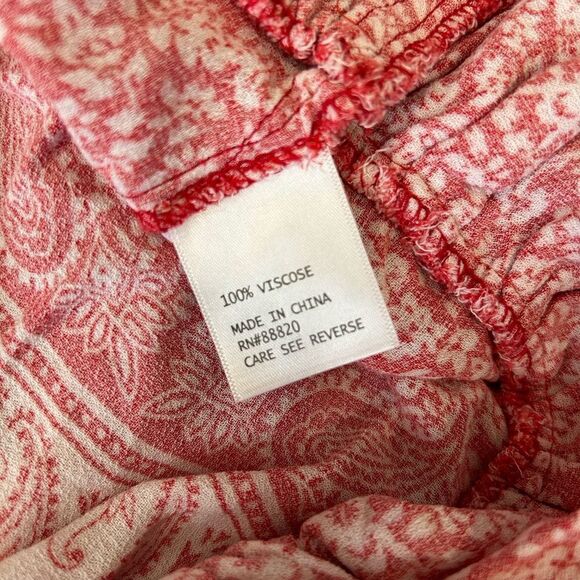 100% VISCOSE
MADE IN CHINA
RN#88820
CARE SEE REVERSE